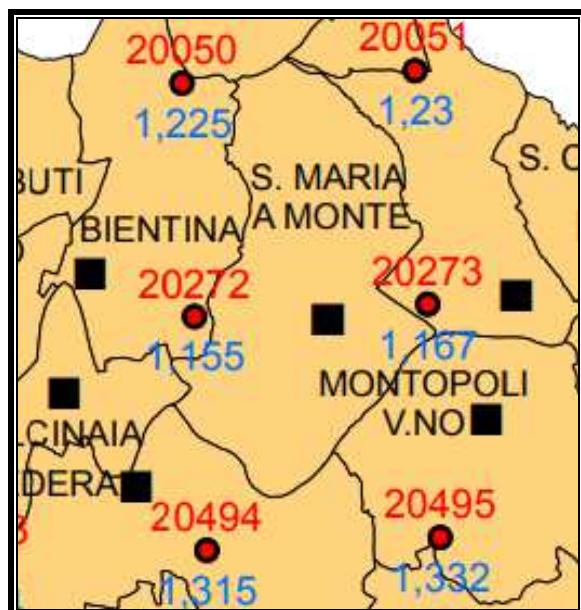 20050
20051
1,225
1,23
BUTI
S. MARIA
A MONTE
S. C
BIENTINA
20272
20273
1,155
1,167
MONTOPOLI
V.NO
LCINAIA
DERA
20494
20495
1,315
1,332